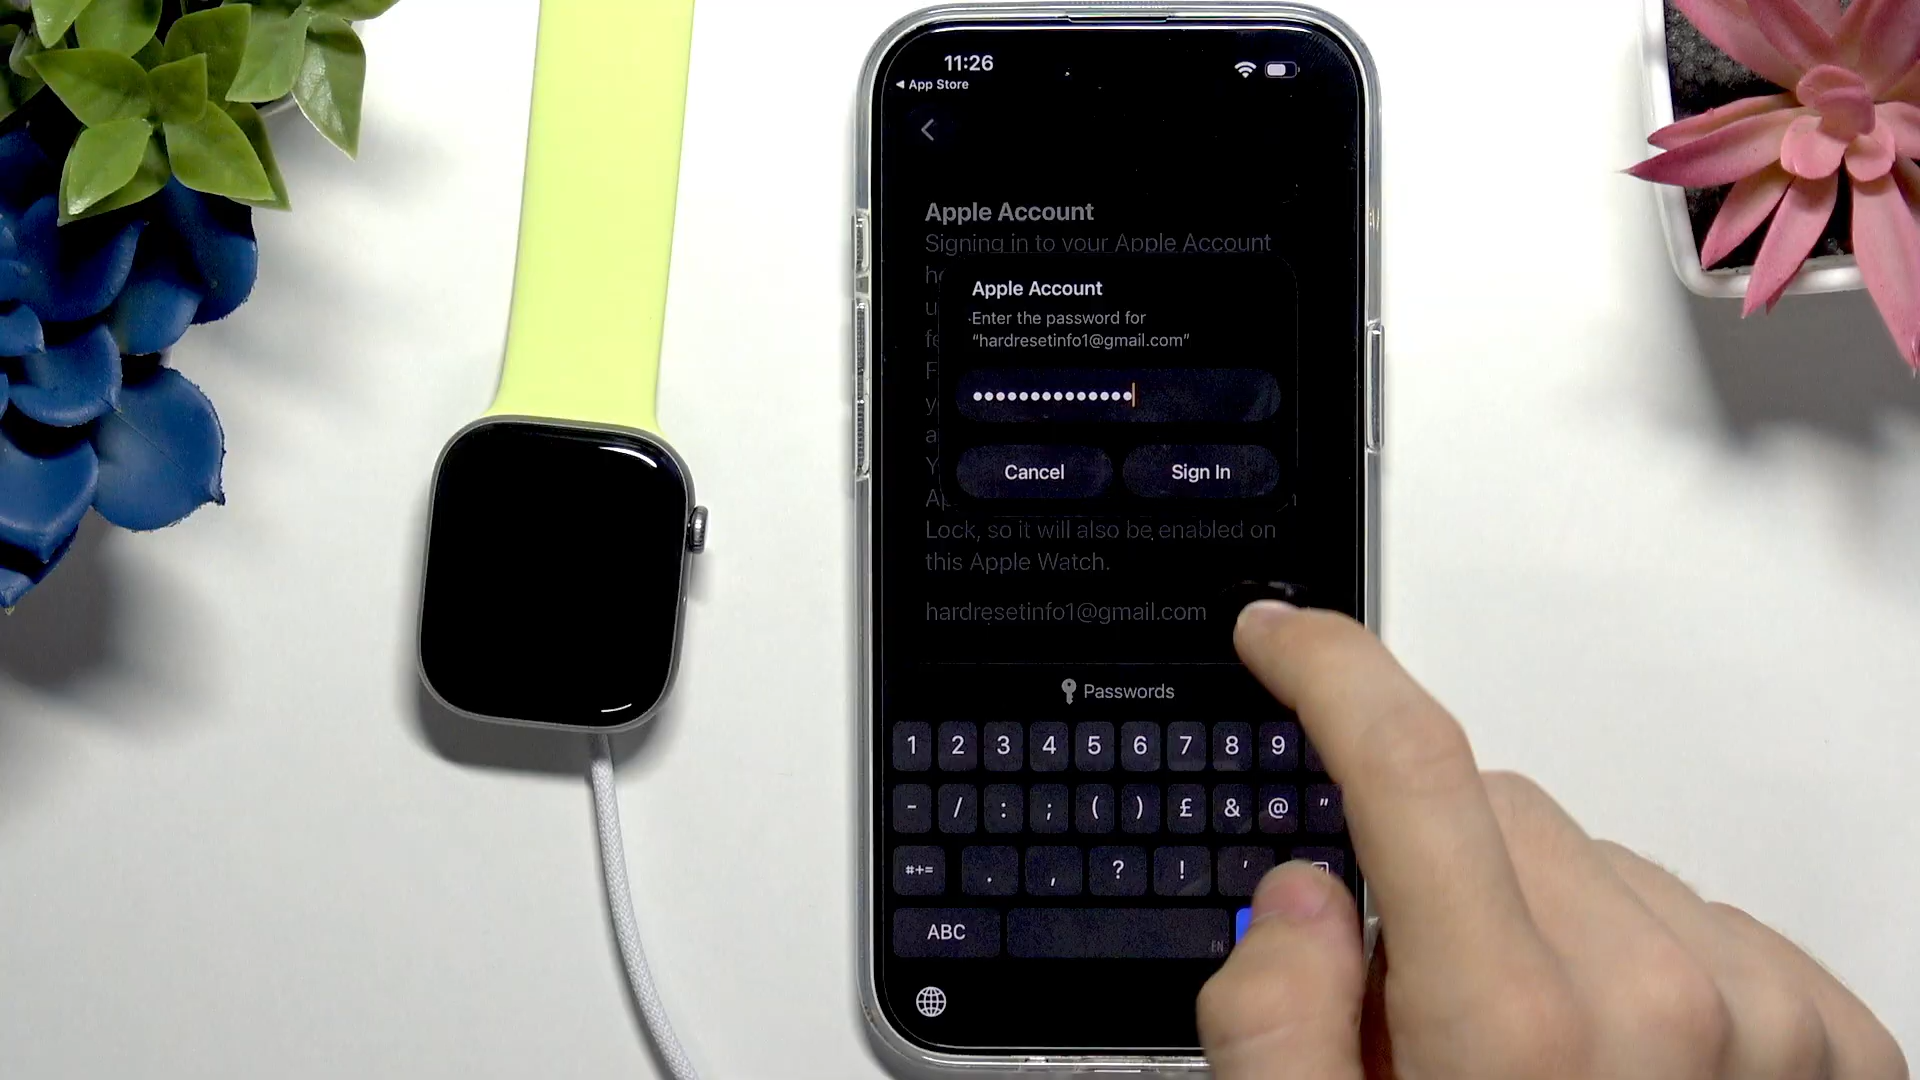 11:26
◀ App Store
Apple Account
Signing in to your Apple Account
Apple Account
Enter the password for
“hardresetinfo1@gmail.com”
••••••••••••••
Cancel Sign In
Lock, so it will also be enabled on
this Apple Watch.
hardresetinfo1@gmail.com
Passwords
1 2 3 4 5 6 7 8 9
- / : ; ( ) £ & @ "
#+= . , ? ! '
ABC EN